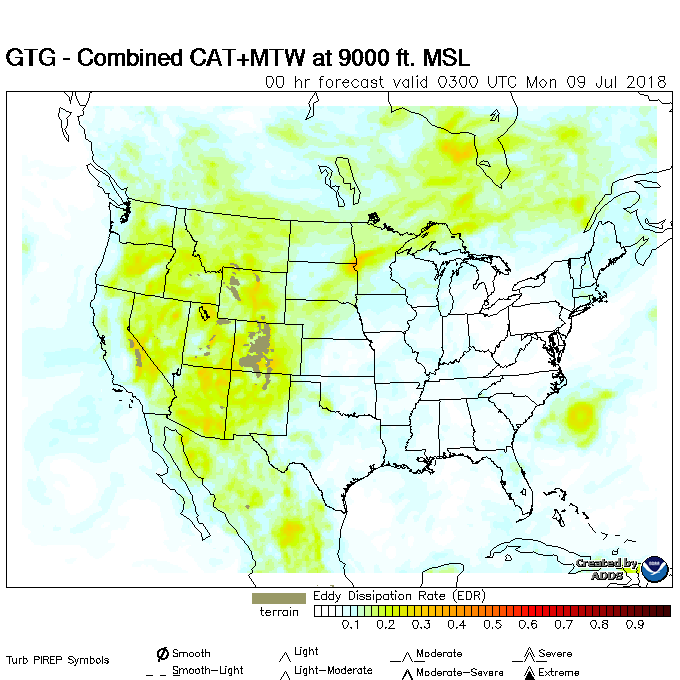 GTG - Combined CAT+MTW at 9000 ft. MSL
00 hr forecast valid 0300 UTC Mon 09 Jul 2018
Created by
ADDS
terrain
Eddy Dissipation Rate (EDR)
0.1 0.2 0.3 0.4 0.5 0.6 0.7 0.8 0.9
Turb PIREP Symbols
Smooth Light Moderate Severe
Smooth-Light Light-Moderate Moderate-Severe Extreme